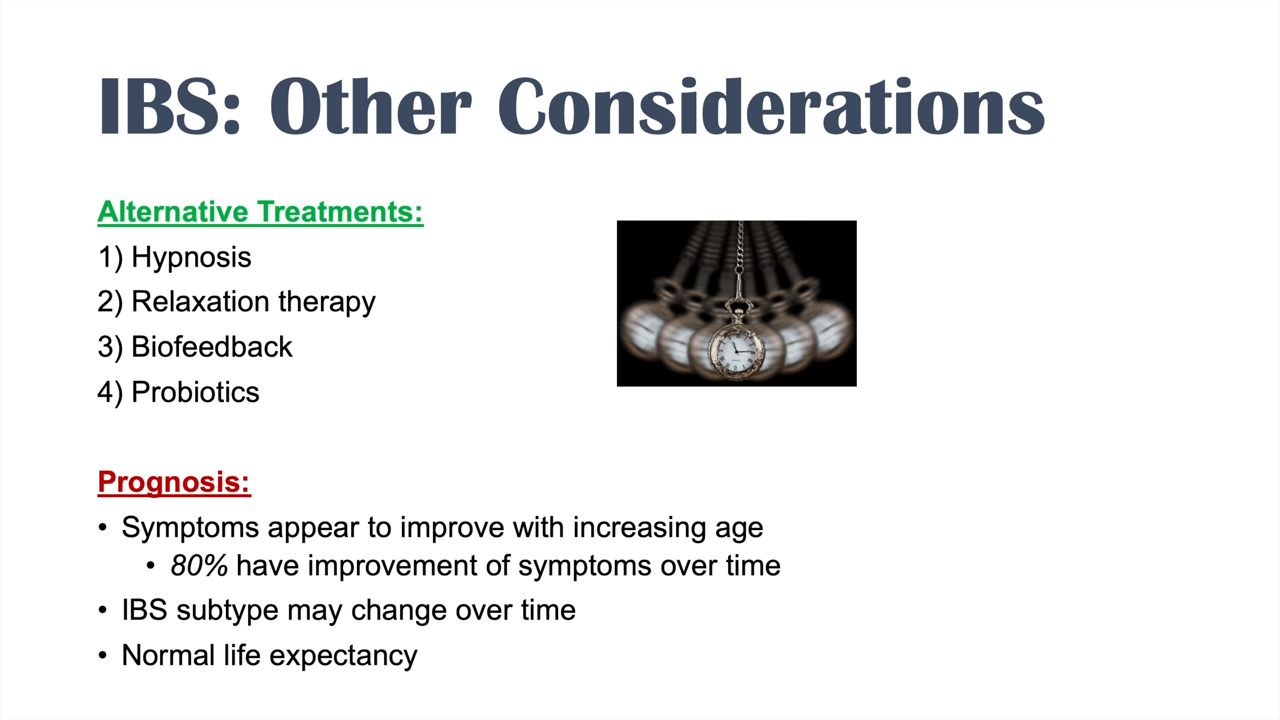 IBS: Other Considerations
Alternative Treatments:
1) Hypnosis
2) Relaxation therapy
3) Biofeedback
4) Probiotics
Prognosis:
• Symptoms appear to improve with increasing age
• 80% have improvement of symptoms over time
• IBS subtype may change over time
• Normal life expectancy